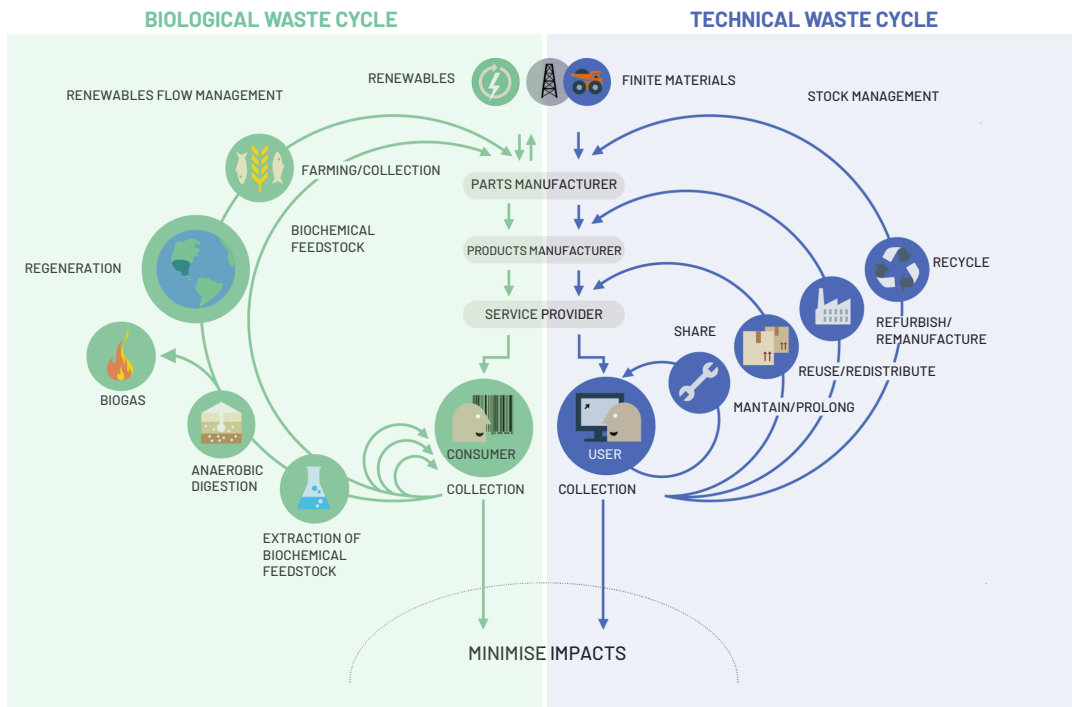 BIOLOGICAL WASTE CYCLE
TECHNICAL WASTE CYCLE
RENEWABLES
FINITE MATERIALS
RENEWABLES FLOW MANAGEMENT
STOCK MANAGEMENT
FARMING/COLLECTION
PARTS MANUFACTURER
BIOCHEMICAL
FEEDSTOCK
PRODUCTS MANUFACTURER
REGENERATION
RECYCLE
SERVICE PROVIDER
SHARE
REFURBISH/
REMANUFACTURE
REUSE/REDISTRIBUTE
BIOGAS
MANTAIN/PROLONG
CONSUMER
USER
ANAEROBIC
DIGESTION
COLLECTION
COLLECTION
EXTRACTION OF
BIOCHEMICAL
FEEDSTOCK
MINIMISE IMPACTS